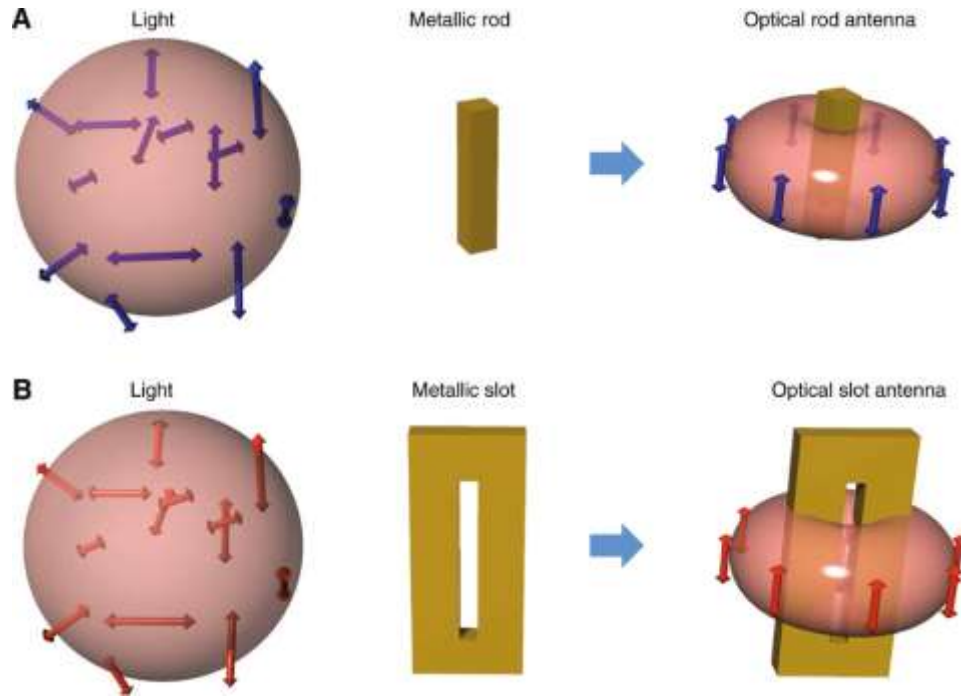 A
Light
Metallic rod
Optical rod antenna
B
Light
Metallic slot
Optical slot antenna